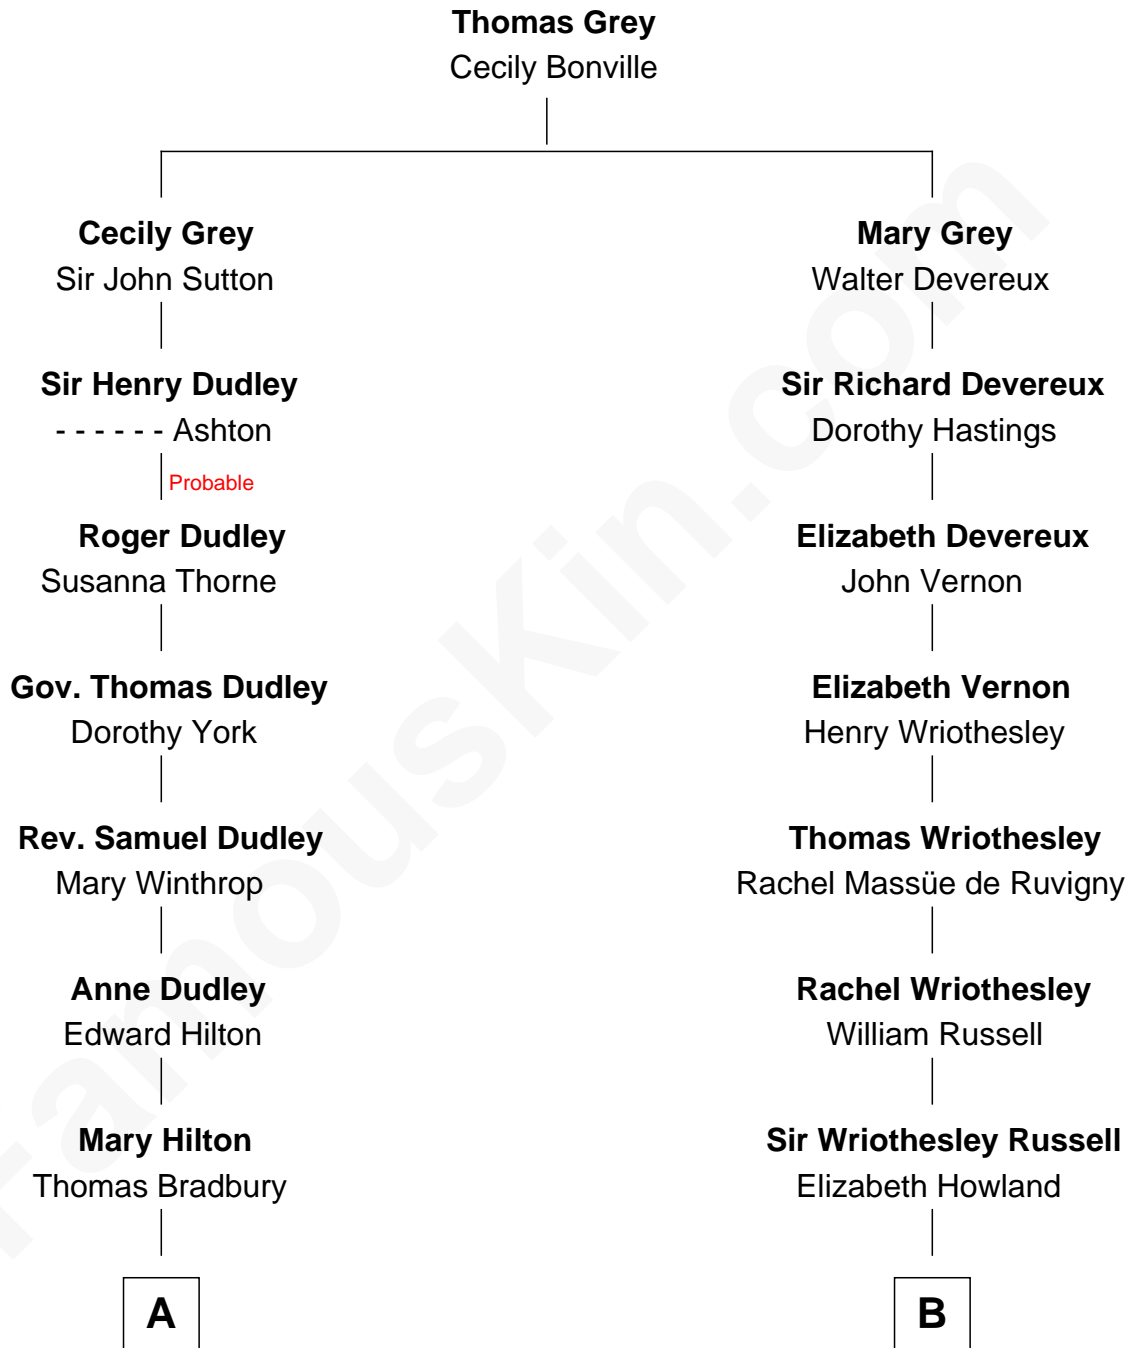 Thomas Grey
Cecily Bonville
Cecily Grey
Sir John Sutton
Mary Grey
Walter Devereux
Sir Henry Dudley
- - - - - - Ashton
Sir Richard Devereux
Dorothy Hastings
Probable
Roger Dudley
Susanna Thorne
Elizabeth Devereux
John Vernon
Gov. Thomas Dudley
Dorothy York
Elizabeth Vernon
Henry Wriothesley
Rev. Samuel Dudley
Mary Winthrop
Thomas Wriothesley
Rachel Massüe de Ruvigny
Anne Dudley
Edward Hilton
Rachel Wriothesley
William Russell
Mary Hilton
Thomas Bradbury
Sir Wriothesley Russell
Elizabeth Howland
A
B
FamousKin.com